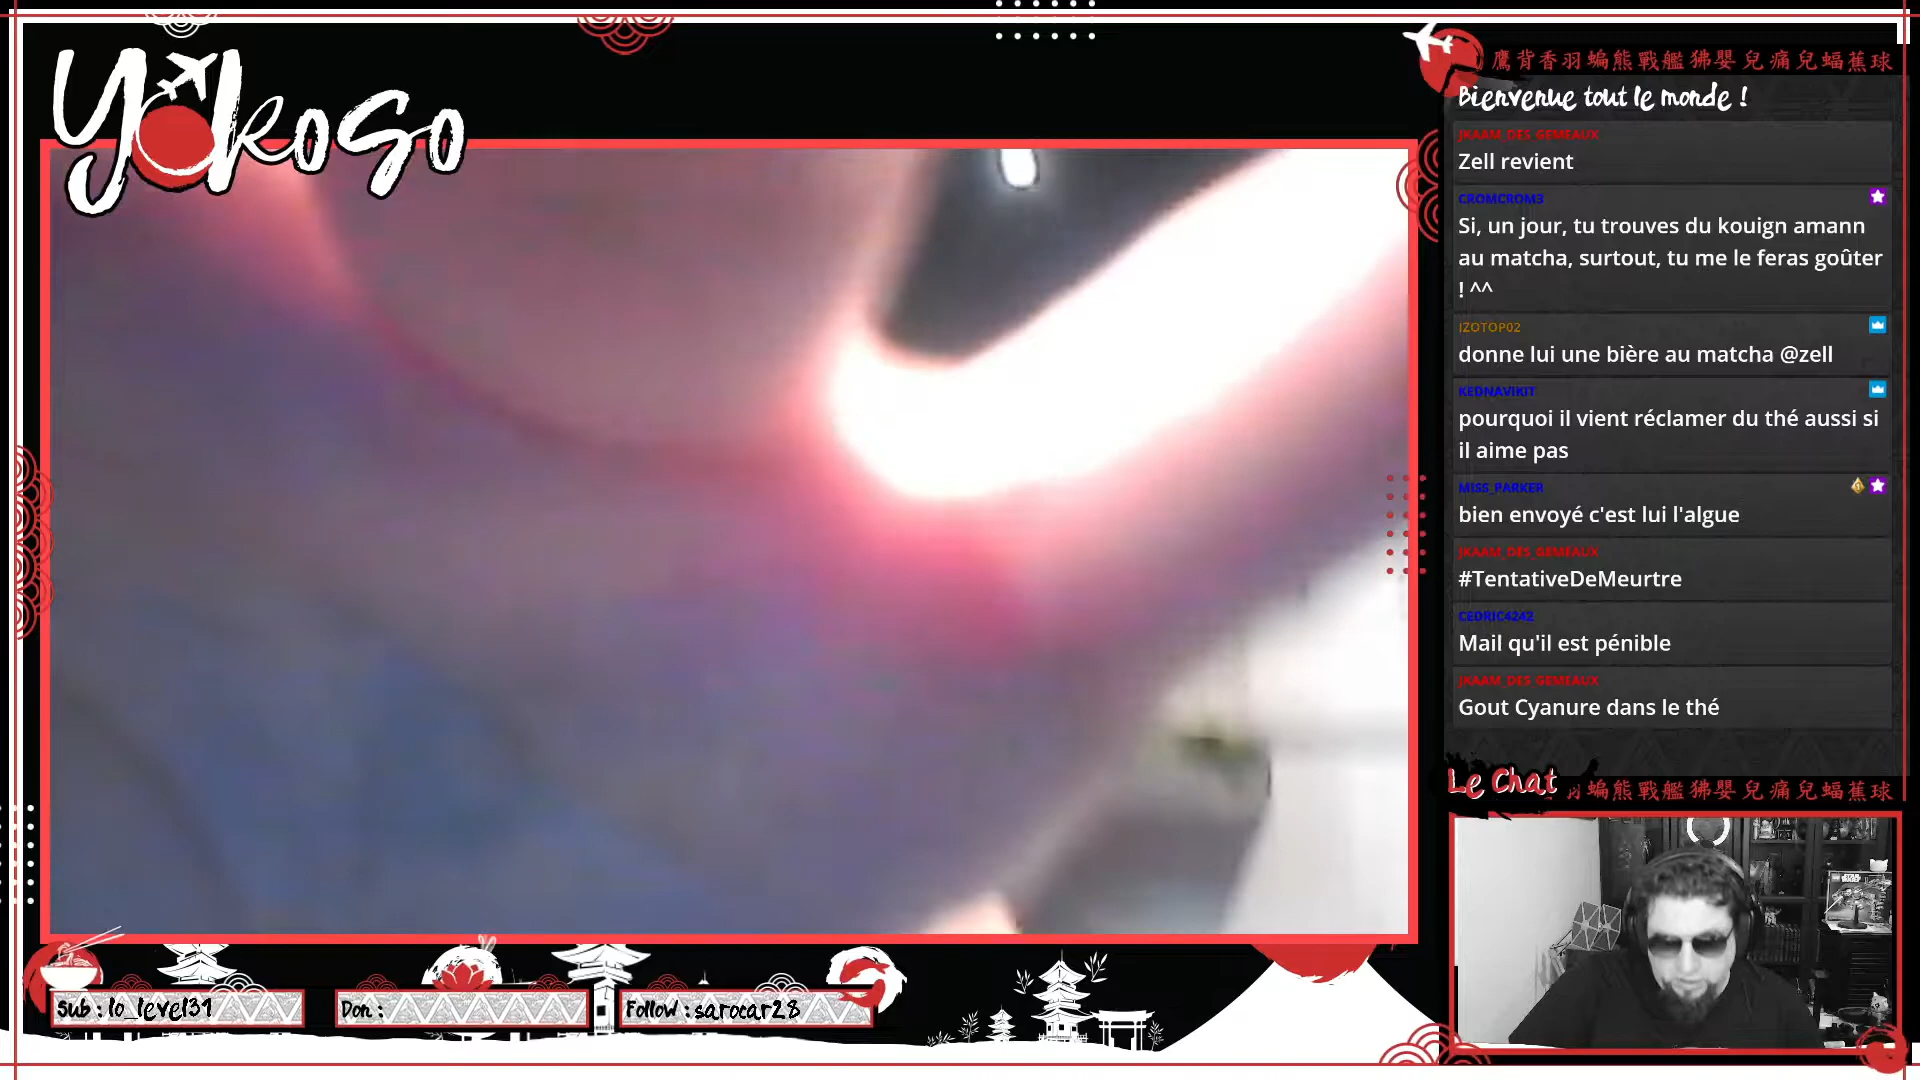 Yokoso
鷹背香羽蝙熊戰艦狒嬰兒痛兒蝠蕉球
Bienvenue tout le monde !
JKAAM_DES_GEMEAUX
Zell revient
CROMCROM3
Si, un jour, tu trouves du kouign amann
au matcha, surtout, tu me le feras goûter
! ^^
IZOTOP02
donne lui une bière au matcha @zell
KEDNAVIKIT
pourquoi il vient réclamer du thé aussi si
il aime pas
MISS_PARKER
bien envoyé c'est lui l'algue
JKAAM_DES_GEMEAUX
#TentativeDeMeurtre
CEDRIC4242
Mail qu'il est pénible
JKAAM_DES_GEMEAUX
Gout Cyanure dans le thé
Le Chat
蝙熊戰艦狒嬰兒痛兒蝠蕉球
STAR WARS
Sub : lo_level31
Don :
Follow : sarocar28